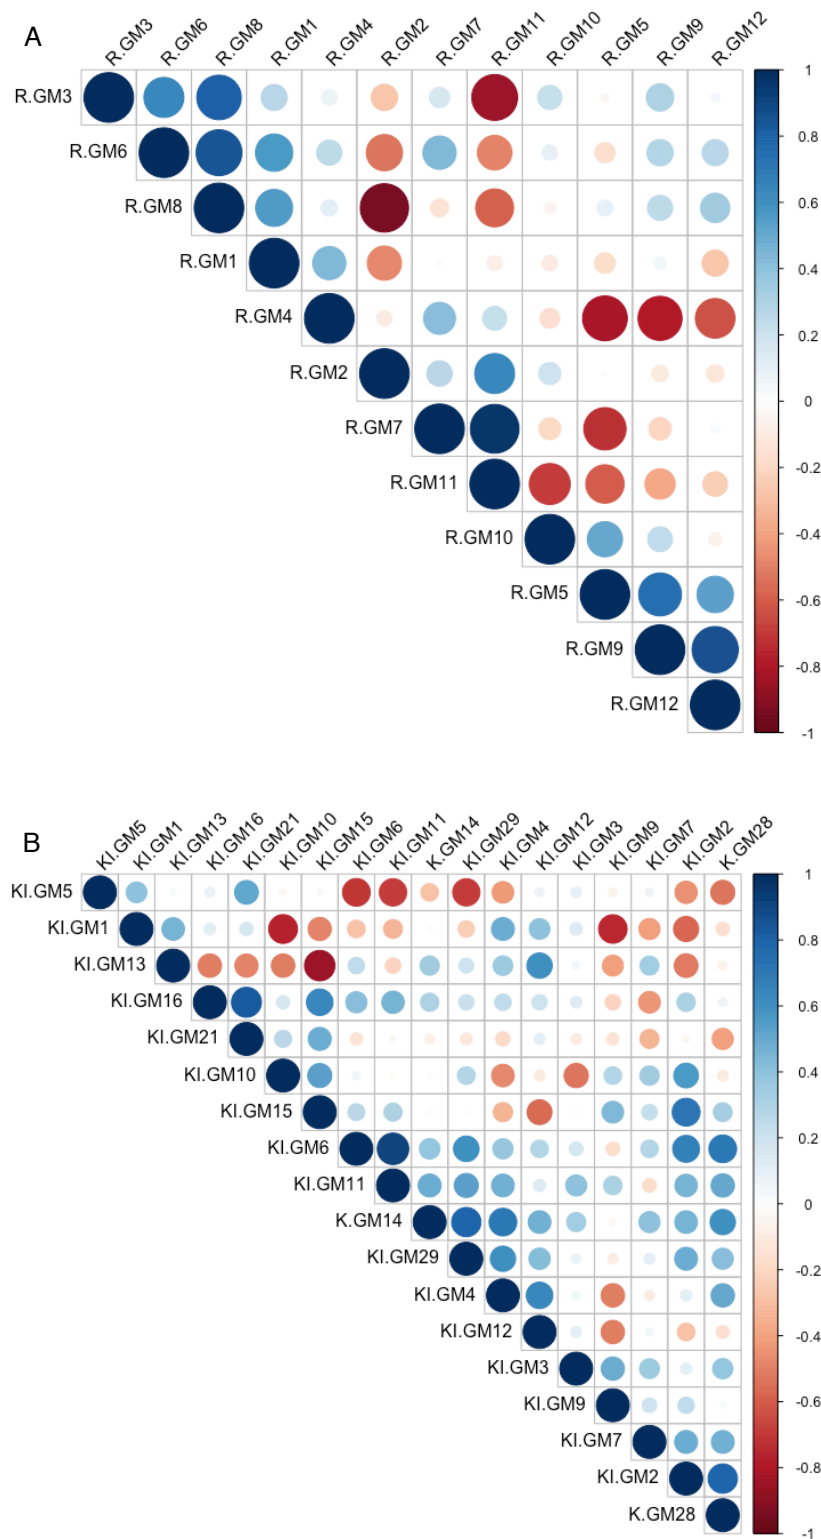 A
R.GM3 R.GM6 R.GM8 R.GM1 R.GM4 R.GM2 R.GM7 R.GM11 R.GM10 R.GM5 R.GM9 R.GM12
R.GM3
R.GM6
R.GM8
R.GM1
R.GM4
R.GM2
R.GM7
R.GM11
R.GM10
R.GM5
R.GM9
R.GM12
1
0.8
0.6
0.4
0.2
0
-0.2
-0.4
-0.6
-0.8
-1
B
KI.GM5 KI.GM1 KI.GM13 KI.GM16 KI.GM21 KI.GM10 KI.GM15 KI.GM6 KI.GM11 K.GM14 KI.GM29 KI.GM4 KI.GM12 KI.GM3 KI.GM9 KI.GM7 KI.GM2 K.GM28
KI.GM5
KI.GM1
KI.GM13
KI.GM16
KI.GM21
KI.GM10
KI.GM15
KI.GM6
KI.GM11
K.GM14
KI.GM29
KI.GM4
KI.GM12
KI.GM3
KI.GM9
KI.GM7
KI.GM2
K.GM28
1
0.8
0.6
0.4
0.2
0
-0.2
-0.4
-0.6
-0.8
-1